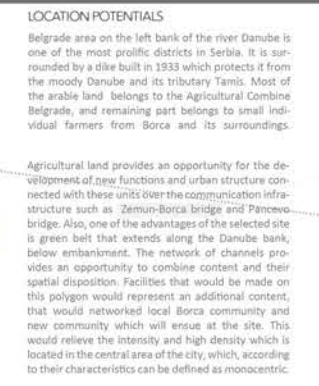 LOCATION POTENTIALS
Belgrade area on the left bank of the river Danube is
one of the most prolific districts in Serbia. It is sur-
rounded by a dike built in 1933 which protects it from
the moody Danube and its tributary Tamis. Most of
the arable land belongs to the Agricultural Combine
Belgrade, and remaining part belongs to small indi-
vidual farmers from Borca and its surroundings.
Agricultural land provides an opportunity for the de-
velopment of new functions and urban structure con-
nected with these units over the communication infra-
structure such as Zemun-Borca bridge and Pancevo
bridge. Also, one of the advantages of the selected site
is green belt that extends along the Danube bank,
below embankment. The network of channels pro-
vides an opportunity to combine content and their
spatial disposition. Facilities that would be made on
this polygon would represent an additional content,
that would networked local Borca community and
new community which will ensue at the site. This
would relieve the intensity and high density which is
located in the central area of the city, which, according
to their characteristics can be defined as monocentric.